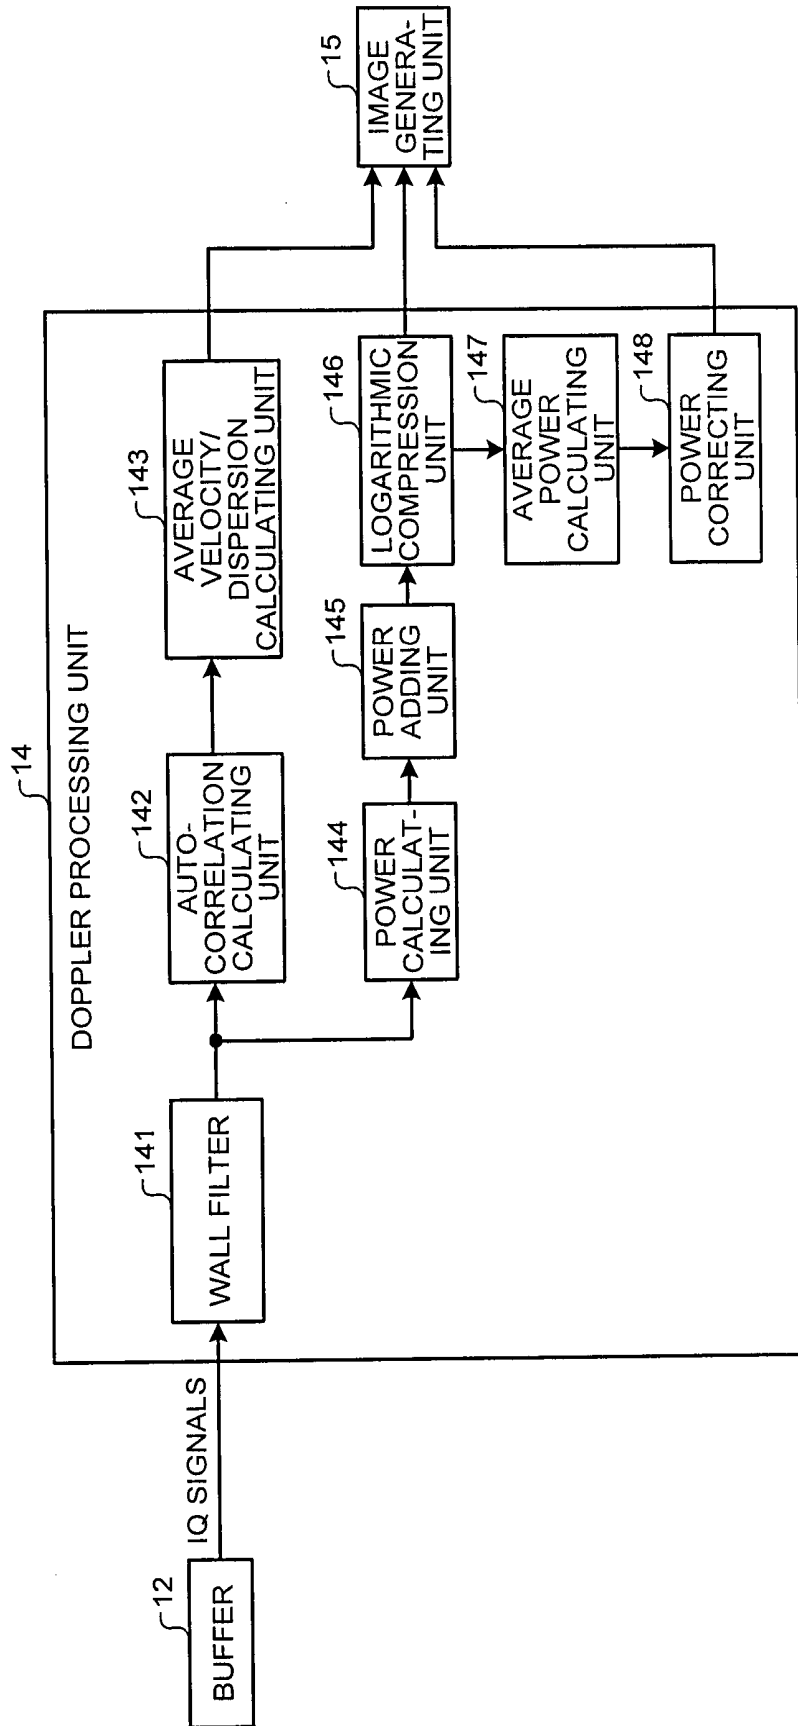 14
DOPPLER PROCESSING UNIT
12
BUFFER
IQ SIGNALS
141
WALL FILTER
142
AUTO-
CORRELATION
CALCULATING
UNIT
143
AVERAGE
VELOCITY/
DISPERSION
CALCULATING UNIT
144
POWER
CALCULAT-
ING UNIT
145
POWER
ADDING
UNIT
146
LOGARITHMIC
COMPRESSION
UNIT
147
AVERAGE
POWER
CALCULATING
UNIT
148
POWER
CORRECTING
UNIT
15
IMAGE
GENERA-
TING UNIT